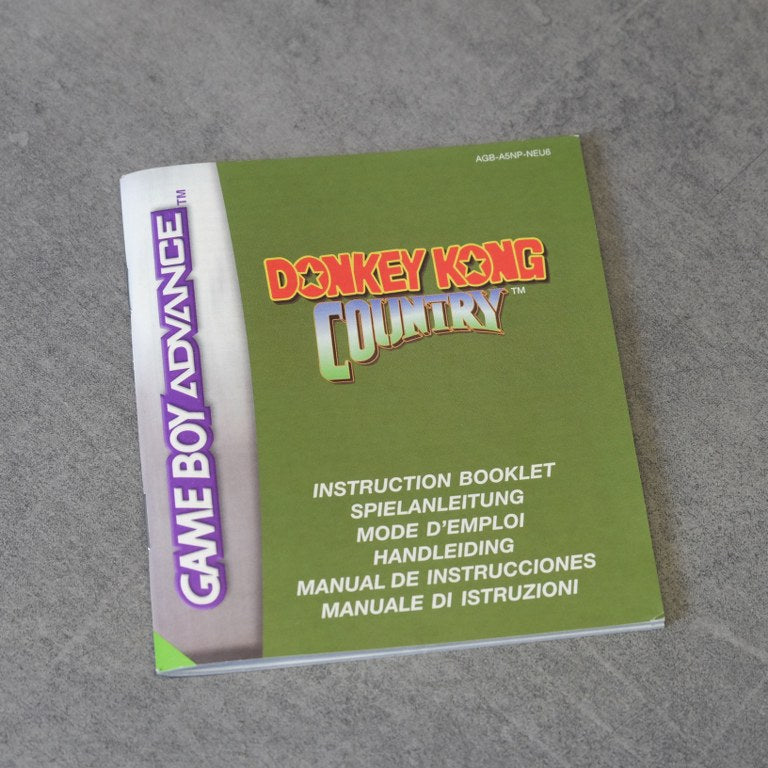 AGB-A5NP-NEU6
GAME BOY ADVANCE™
DONKEY KONG
COUNTRY™
INSTRUCTION BOOKLET
SPIELANLEITUNG
MODE D'EMPLOI
HANDLEIDING
MANUAL DE INSTRUCCIONES
MANUALE DI ISTRUZIONI